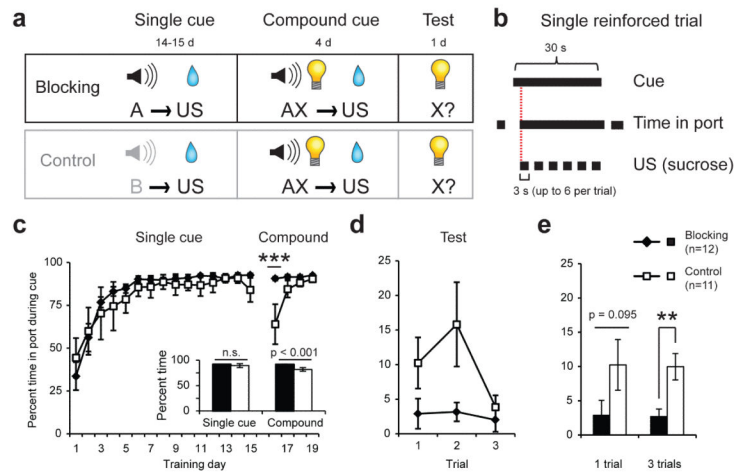 a
Single cue
Compound cue
Test
14-15 d
4 d
1 d
Blocking
A → US
AX → US
X?
Control
B → US
AX → US
X?
b
Single reinforced trial
30 s
Cue
Time in port
US (sucrose)
3 s (up to 6 per trial)
c
Single cue
Compound
***
Percent time in port during cue
100
75
50
25
0
1 3 5 7 9 11 13 15 17 19
Training day
Percent time
100
75
50
25
0
n.s.
p < 0.001
Single cue
Compound
d
Test
25
20
15
10
5
0
1 2 3
Trial
e
Blocking
(n=12)
Control
(n=11)
25
20
15
10
5
0
p = 0.095
**
1 trial
3 trials